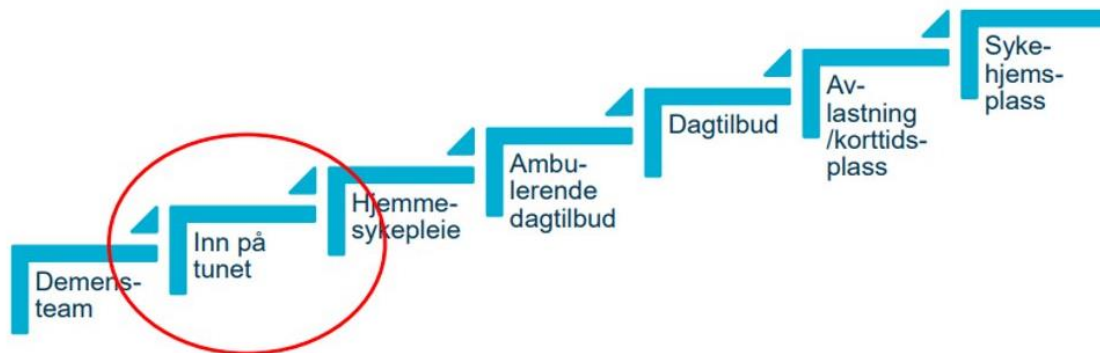 Demens-
team
Inn på
tunet
Hjemme-
sykepleie
Ambu-
lerende
dagtilbud
Dagtilbud
Av-
lastning
/korttids-
plass
Syke-
hjems-
plass